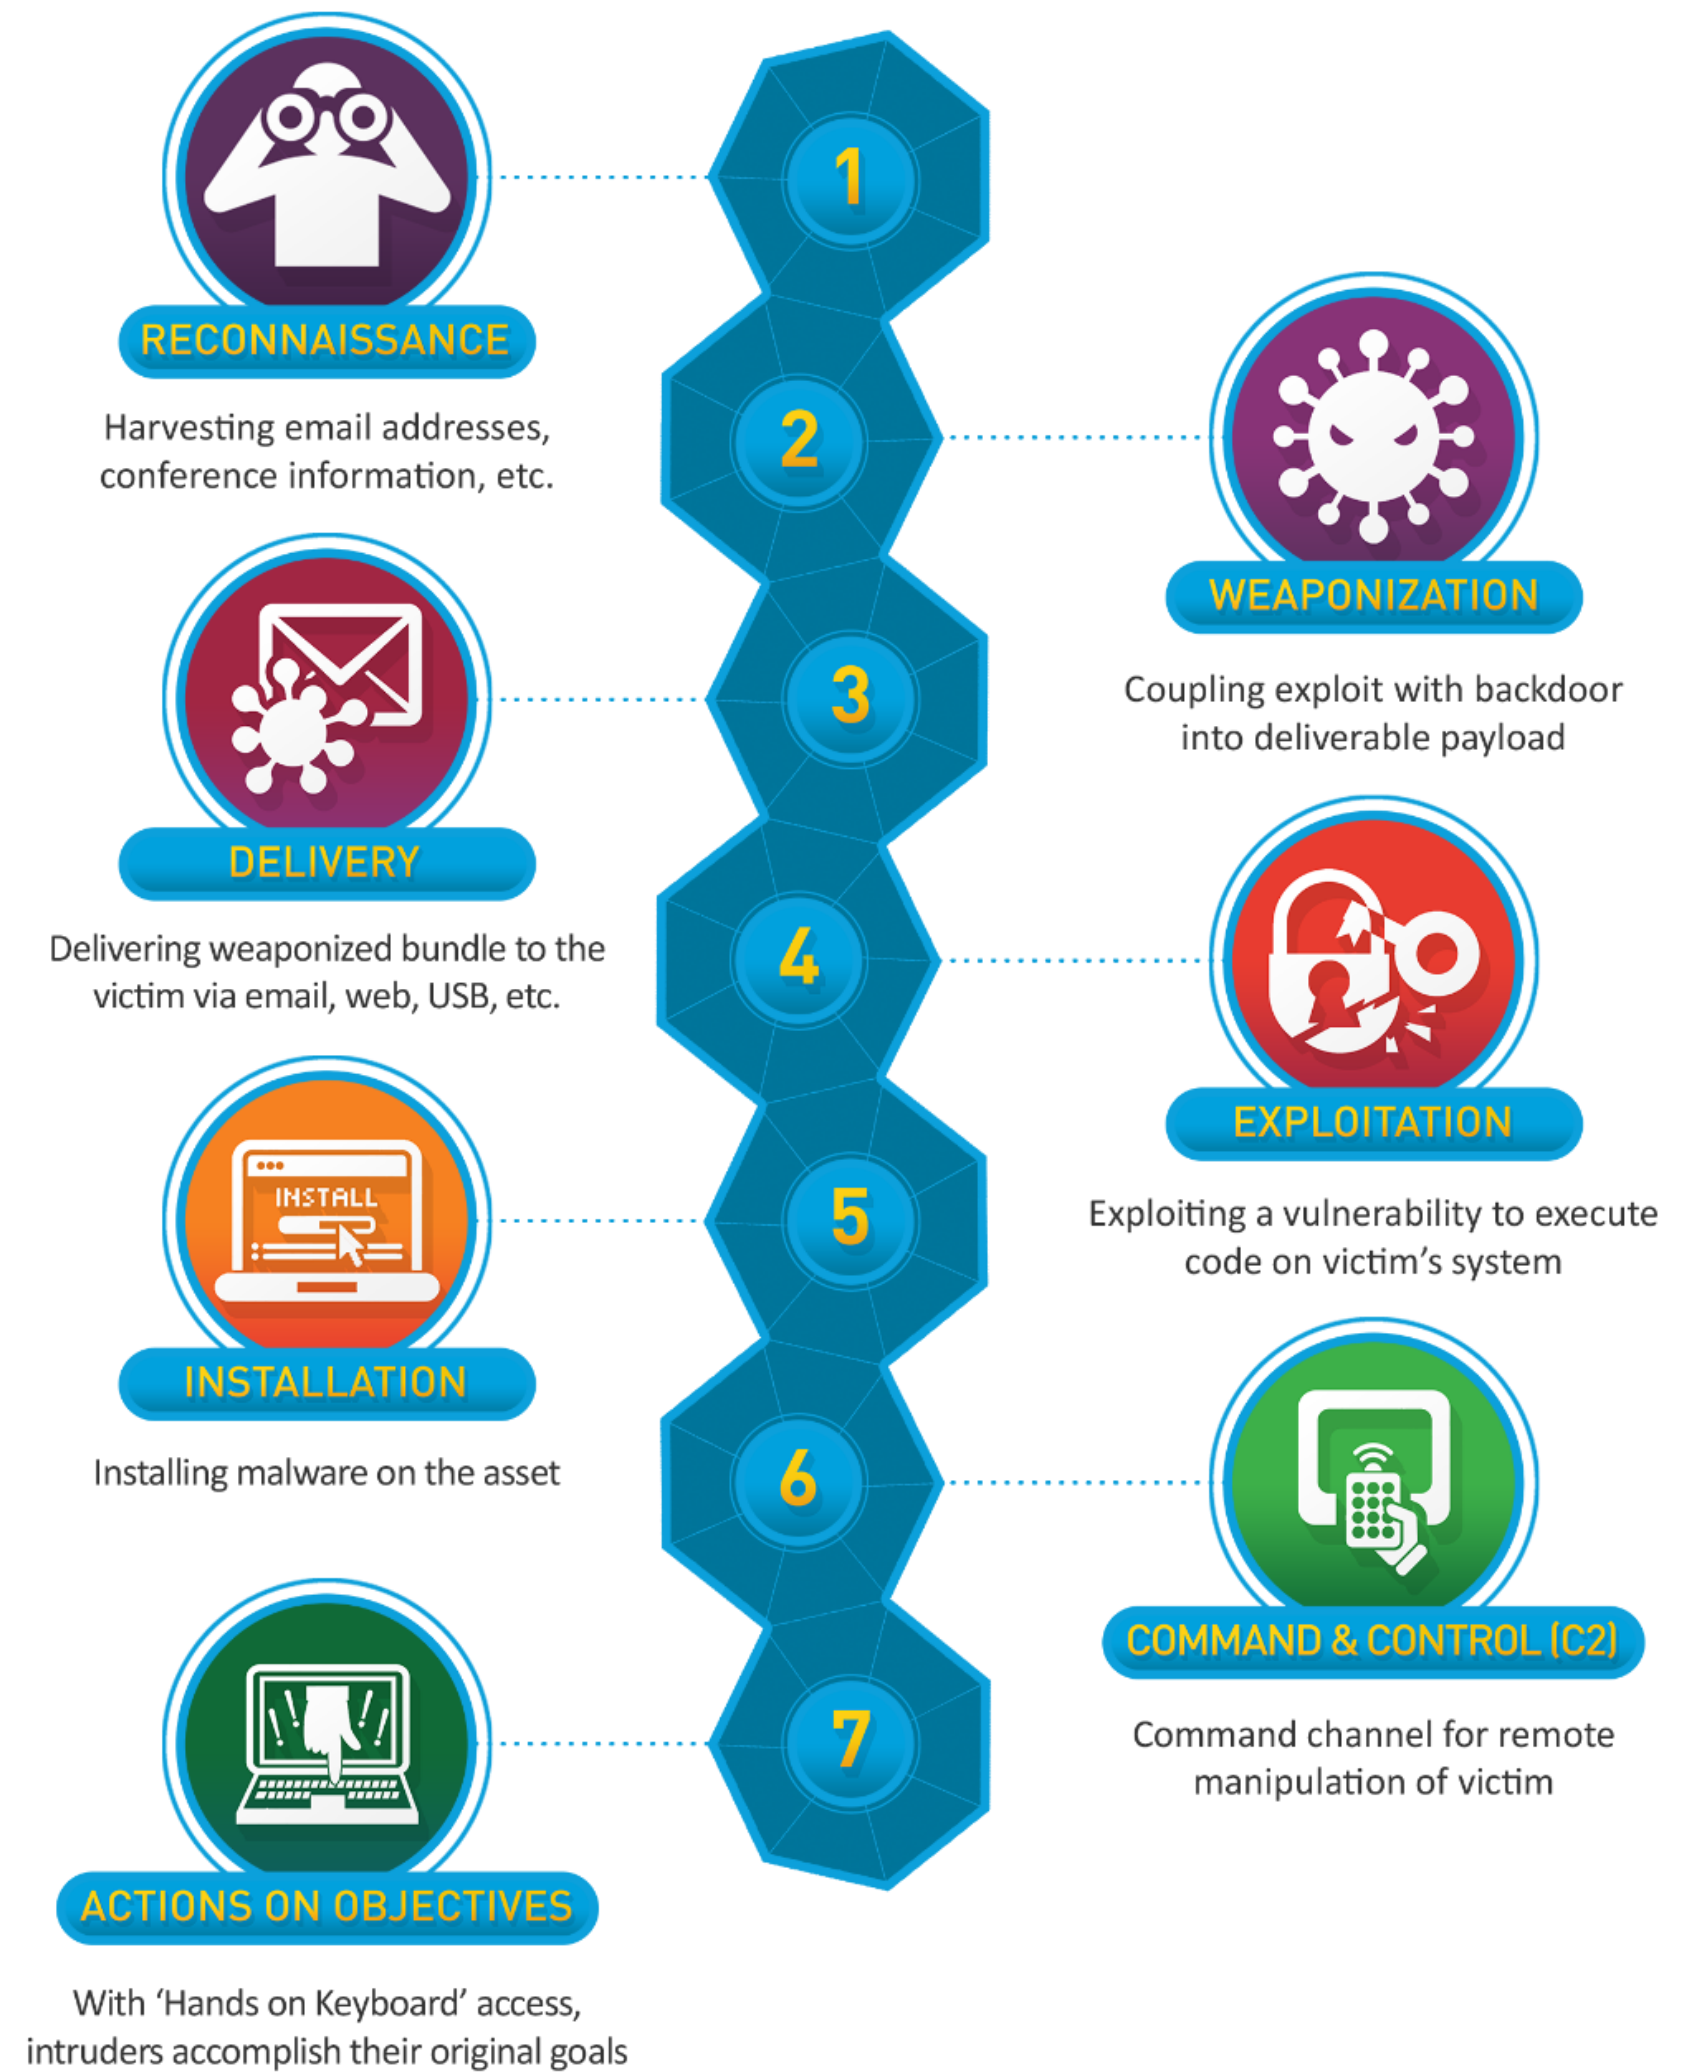 1
RECONNAISSANCE
Harvesting email addresses,
conference information, etc.
2
WEAPONIZATION
Coupling exploit with backdoor
into deliverable payload
3
DELIVERY
Delivering weaponized bundle to the
victim via email, web, USB, etc.
4
EXPLOITATION
Exploiting a vulnerability to execute
code on victim's system
5
INSTALL
INSTALLATION
Installing malware on the asset
6
COMMAND & CONTROL (C2)
Command channel for remote
manipulation of victim
7
ACTIONS ON OBJECTIVES
With ‘Hands on Keyboard’ access,
intruders accomplish their original goals